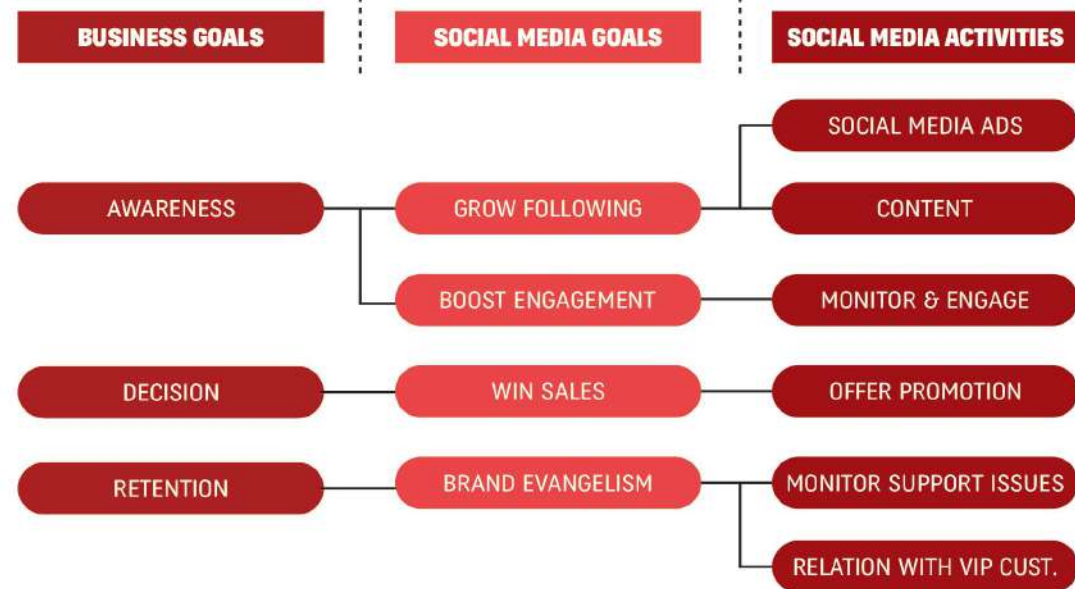 BUSINESS GOALS
SOCIAL MEDIA GOALS
SOCIAL MEDIA ACTIVITIES
SOCIAL MEDIA ADS
AWARENESS
GROW FOLLOWING
CONTENT
BOOST ENGAGEMENT
MONITOR & ENGAGE
DECISION
WIN SALES
OFFER PROMOTION
RETENTION
BRAND EVANGELISM
MONITOR SUPPORT ISSUES
RELATION WITH VIP CUST.